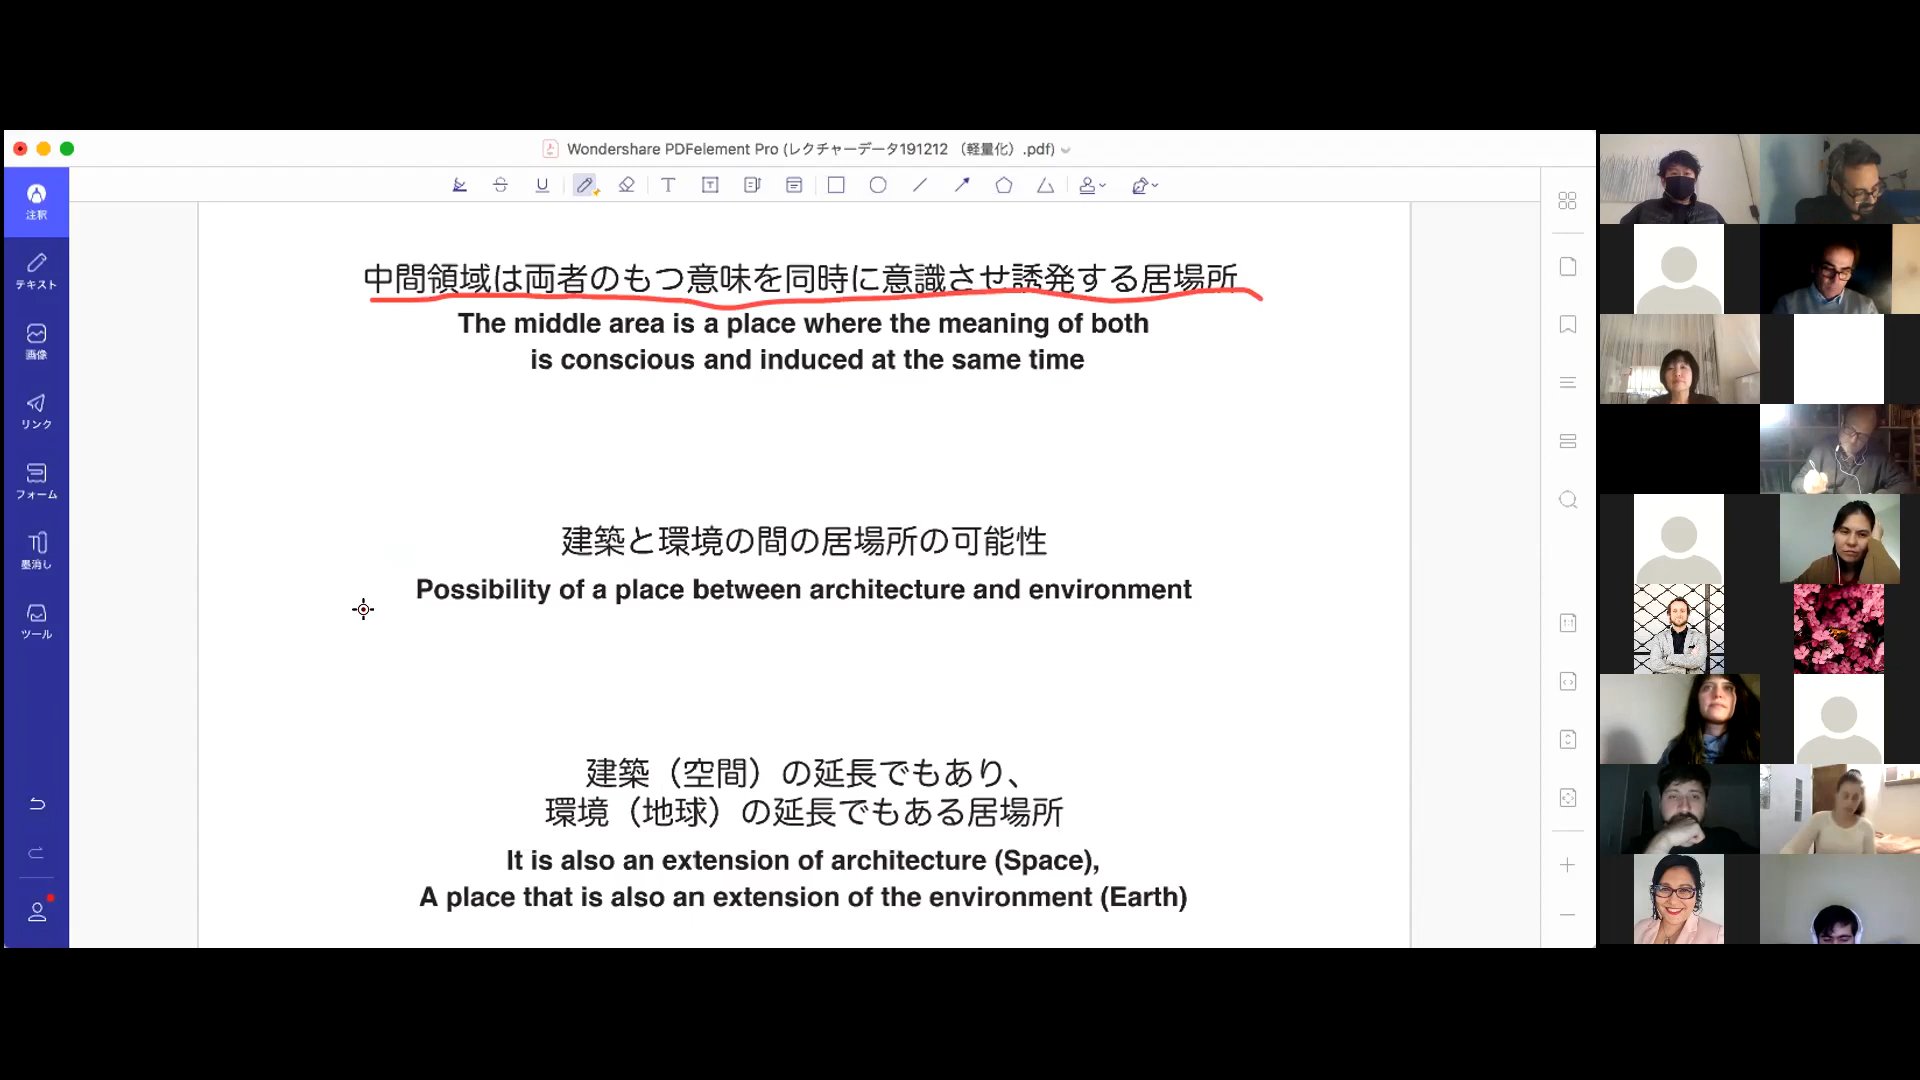 Wondershare PDFelement Pro (レクチャーデータ191212 （軽量化）.pdf)
注釈
テキスト
画像
リンク
フォーム
墨消し
ツール
中間領域は両者のもつ意味を同時に意識させ誘発する居場所
The middle area is a place where the meaning of both
is conscious and induced at the same time
建築と環境の間の居場所の可能性
Possibility of a place between architecture and environment
建築（空間）の延長でもあり、
環境（地球）の延長でもある居場所
It is also an extension of architecture (Space),
A place that is also an extension of the environment (Earth)